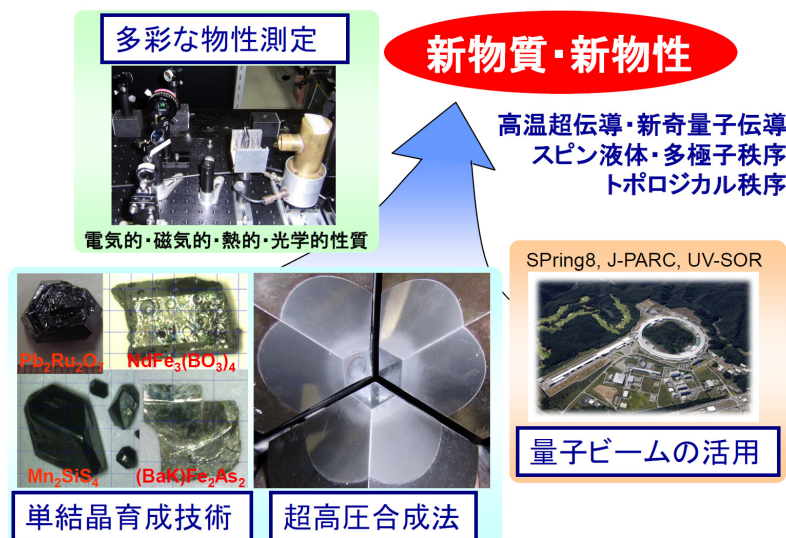 多彩な物性測定
電気的・磁気的・熱的・光学的性質
新物質・新物性
高温超伝導・新奇量子伝導
スピン液体・多極子秩序
トポロジカル秩序
Pb₂Ru₂O₇
NdFe₃(BO₃)₄
Mn₂SiS₄
(BaK)Fe₂As₂
単結晶育成技術
超高圧合成法
SPring8, J-PARC, UV-SOR
量子ビームの活用